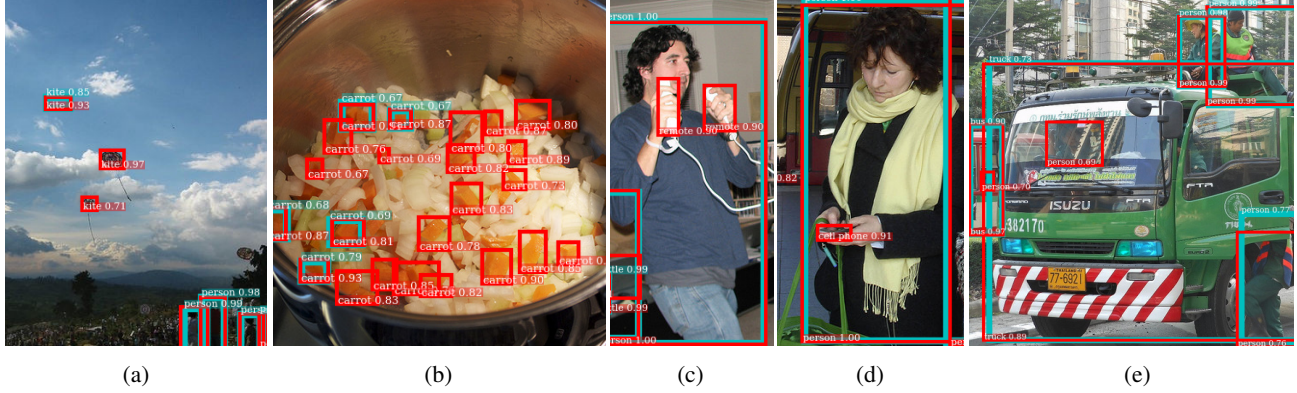 kite 0.85
kite 0.93
kite 0.97
kite 0.71
person 0.98
person 0.99
carrot 0.67
carrot 0.67
carrot 0.87
carrot 0.80
carrot 0.76
carrot 0.69
carrot 0.80
carrot 0.89
carrot 0.67
carrot 0.82
carrot 0.73
carrot 0.68
carrot 0.83
carrot 0.69
carrot 0.87
carrot 0.81
carrot 0.78
carrot 0.79
carrot 0.93
carrot 0.90
carrot 0.85
carrot 0.85
carrot 0.82
carrot 0.83
person 1.00
remote 0.90
remote 0.90
0.99
0.99
person 1.00
0.82
cell phone 0.91
person 1.00
person 0.98
person 0.99
truck 0.73
person 0.99
person 0.99
bus 0.90
person 0.694
0.70
ISUZU
bus 0.97
382170
person 0.77
77-6921
truck 0.89
person 0.76
(a)
(b)
(c)
(d)
(e)